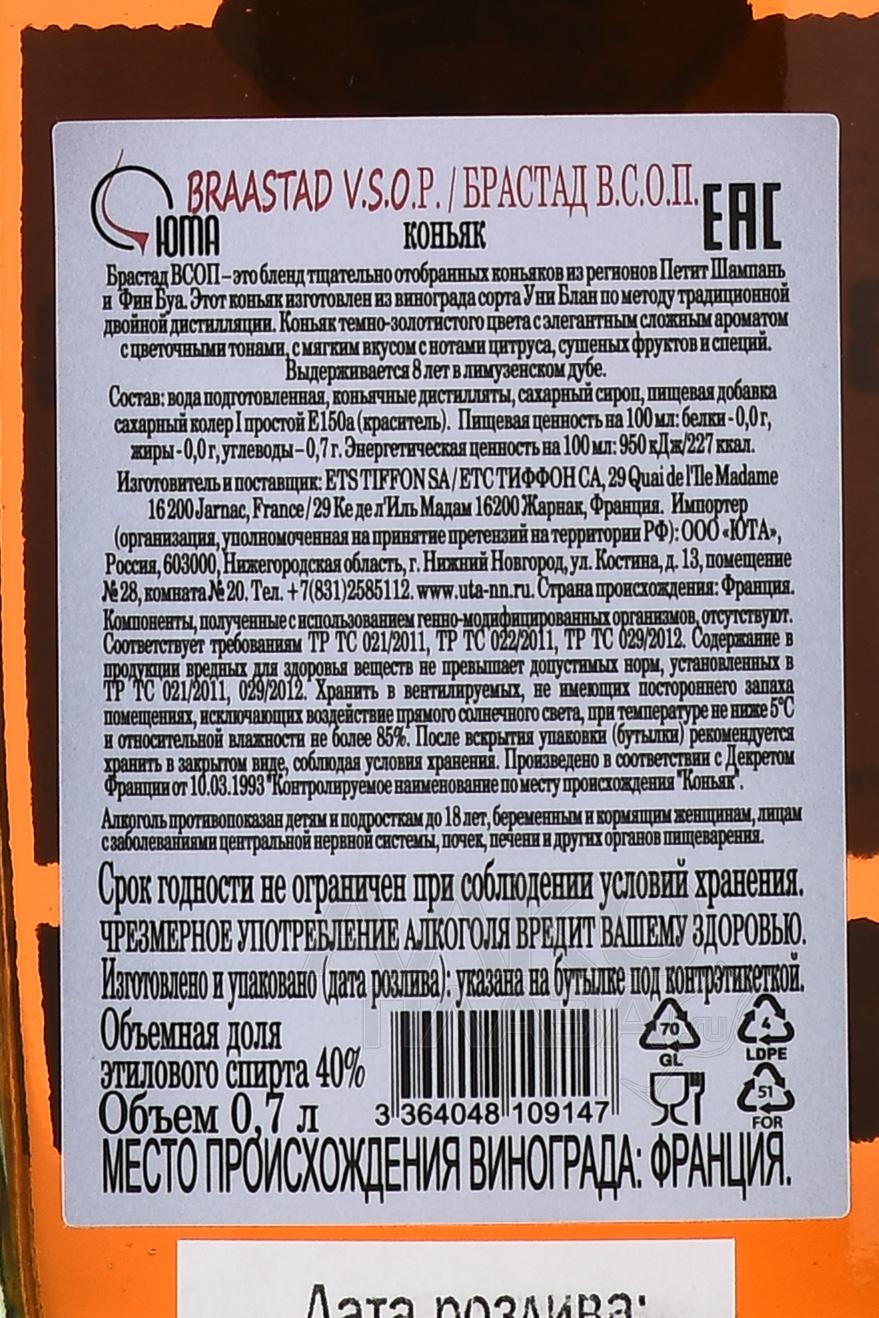 BRAASTAD V.S.O.P. / БРАСТАД В.С.О.П.
ЮТА
КОНЬЯК
ЕАС
Брастад ВСОП – это бленд тщательно отобранных коньяков из регионов Петит Шампань
и Фин Буа. Этот коньяк изготовлен из винограда сорта Уни Блан по методу традиционной
двойной дистилляции. Коньяк темно-золотистого цвета с элегантным сложным ароматом
с цветочными тонами, с мягким вкусом с нотами цитруса, сушеных фруктов и специй.
Выдерживается 8 лет в лимузенском дубе.
Состав: вода подготовленная, коньячные дистилляты, сахарный сироп, пищевая добавка
сахарный колер I простой Е150а (краситель). Пищевая ценность на 100 мл: белки - 0,0 г,
жиры - 0,0 г, углеводы – 0,7 г. Энергетическая ценность на 100 мл: 950 кДж/227 ккал.
Изготовитель и поставщик: ETS TIFFON SA / ЕТС ТИФФОН СА, 29 Quai de l'Ile Madame
16 200 Jarnac, France / 29 Ке де л'Иль Мадам 16200 Жарнак, Франция. Импортер
(организация, уполномоченная на принятие претензий на территории РФ): ООО «ЮТА»,
Россия, 603000, Нижегородская область, г. Нижний Новгород, ул. Костина, д. 13, помещение
№ 28, комната № 20. Тел. +7(831)2585112. www.uta-nn.ru. Страна происхождения: Франция.
Компоненты, полученные с использованием генно-модифицированных организмов, отсутствуют.
Соответствует требованиям ТР ТС 021/2011, ТР ТС 022/2011, ТР ТС 029/2012. Содержание в
продукции вредных для здоровья веществ не превышает допустимых норм, установленных в
ТР ТС 021/2011, 029/2012. Хранить в вентилируемых, не имеющих постороннего запаха
помещениях, исключающих воздействие прямого солнечного света, при температуре не ниже 5°С
и относительной влажности не более 85%. После вскрытия упаковки (бутылки) рекомендуется
хранить в закрытом виде, соблюдая условия хранения. Произведено в соответствии с Декретом
Франции от 10.03.1993 "Контролируемое наименование по месту происхождения "Коньяк".
Алкоголь противопоказан детям и подросткам до 18 лет, беременным и кормящим женщинам, лицам
с заболеваниями центральной нервной системы, почек, печени и других органов пищеварения.
Срок годности не ограничен при соблюдении условий хранения.
ЧРЕЗМЕРНОЕ УПОТРЕБЛЕНИЕ АЛКОГОЛЯ ВРЕДИТ ВАШЕМУ ЗДОРОВЬЮ.
Изготовлено и упаковано (дата розлива): указана на бутылке под контрэтикеткой.
Объемная доля
этилового спирта 40%
Объем 0,7 л
3 364048 109147
70
GL
4
LDPE
51
FOR
МЕСТО ПРОИСХОЖДЕНИЯ ВИНОГРАДА: ФРАНЦИЯ.
Дата розлива: